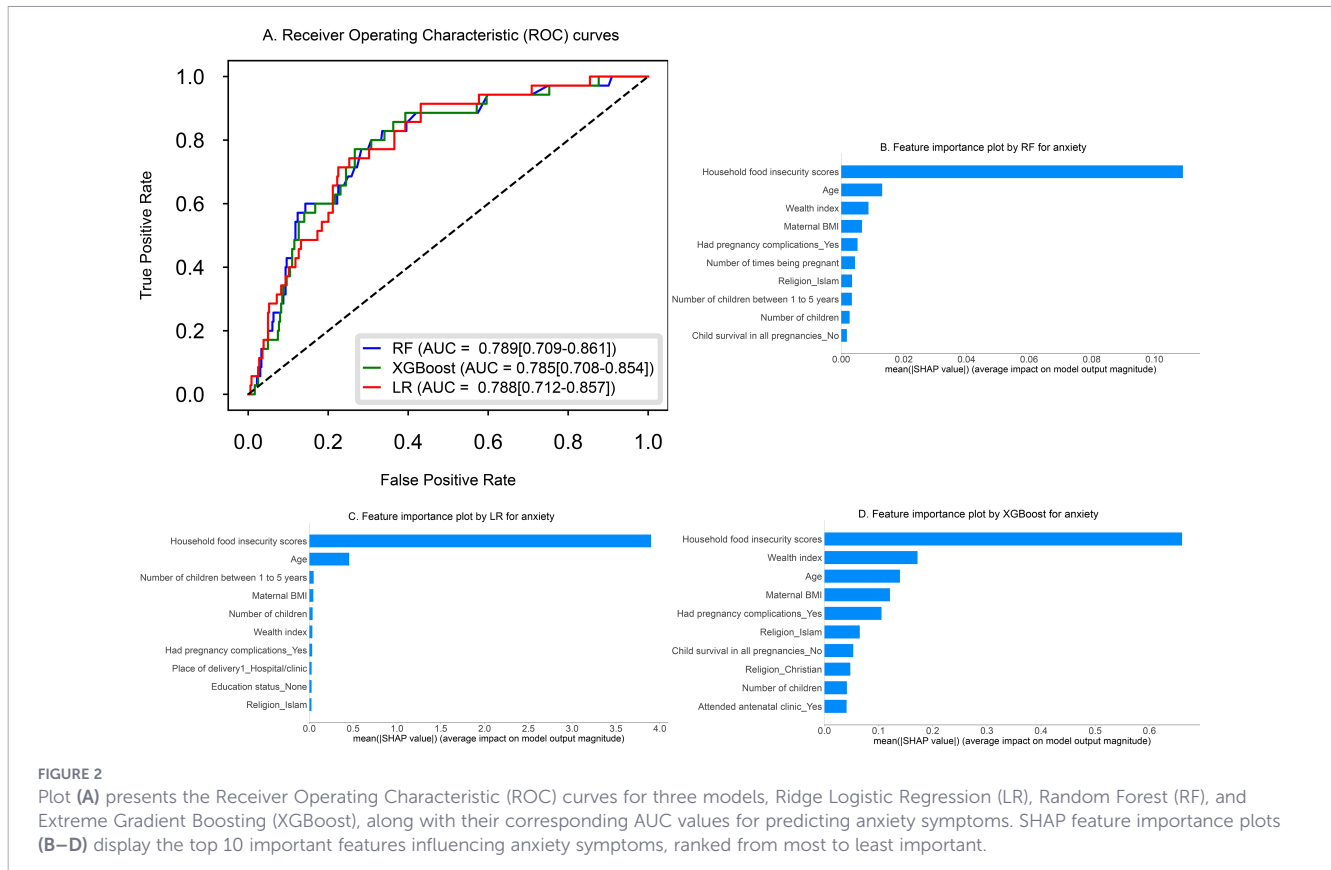 A. Receiver Operating Characteristic (ROC) curves
1.0
0.8
0.6
0.4
0.2
0.0
True Positive Rate
RF (AUC =  0.789[0.709-0.861])
XGBoost (AUC =  0.785[0.708-0.854])
LR (AUC =  0.788[0.712-0.857])
0.0 0.2 0.4 0.6 0.8 1.0
False Positive Rate
B. Feature importance plot by RF for anxiety
Household food insecurity scores
Age
Wealth index
Maternal BMI
Had pregnancy complications_Yes
Number of times being pregnant
Religion_Islam
Number of children between 1 to 5 years
Number of children
Child survival in all pregnancies_No
0.00 0.02 0.04 0.06 0.08 0.10
mean(|SHAP value|) (average impact on model output magnitude)
C. Feature importance plot by LR for anxiety
Household food insecurity scores
Age
Number of children between 1 to 5 years
Maternal BMI
Number of children
Wealth index
Had pregnancy complications_Yes
Place of delivery1_Hospital/clinic
Education status_None
Religion_Islam
0.0 0.5 1.0 1.5 2.0 2.5 3.0 3.5 4.0
mean(|SHAP value|) (average impact on model output magnitude)
D. Feature importance plot by XGBoost for anxiety
Household food insecurity scores
Wealth index
Age
Maternal BMI
Had pregnancy complications_Yes
Religion_Islam
Child survival in all pregnancies_No
Religion_Christian
Number of children
Attended antenatal clinic_Yes
0.0 0.1 0.2 0.3 0.4 0.5 0.6
mean(|SHAP value|) (average impact on model output magnitude)
FIGURE 2
Plot (A) presents the Receiver Operating Characteristic (ROC) curves for three models, Ridge Logistic Regression (LR), Random Forest (RF), and
Extreme Gradient Boosting (XGBoost), along with their corresponding AUC values for predicting anxiety symptoms. SHAP feature importance plots
(B–D) display the top 10 important features influencing anxiety symptoms, ranked from most to least important.